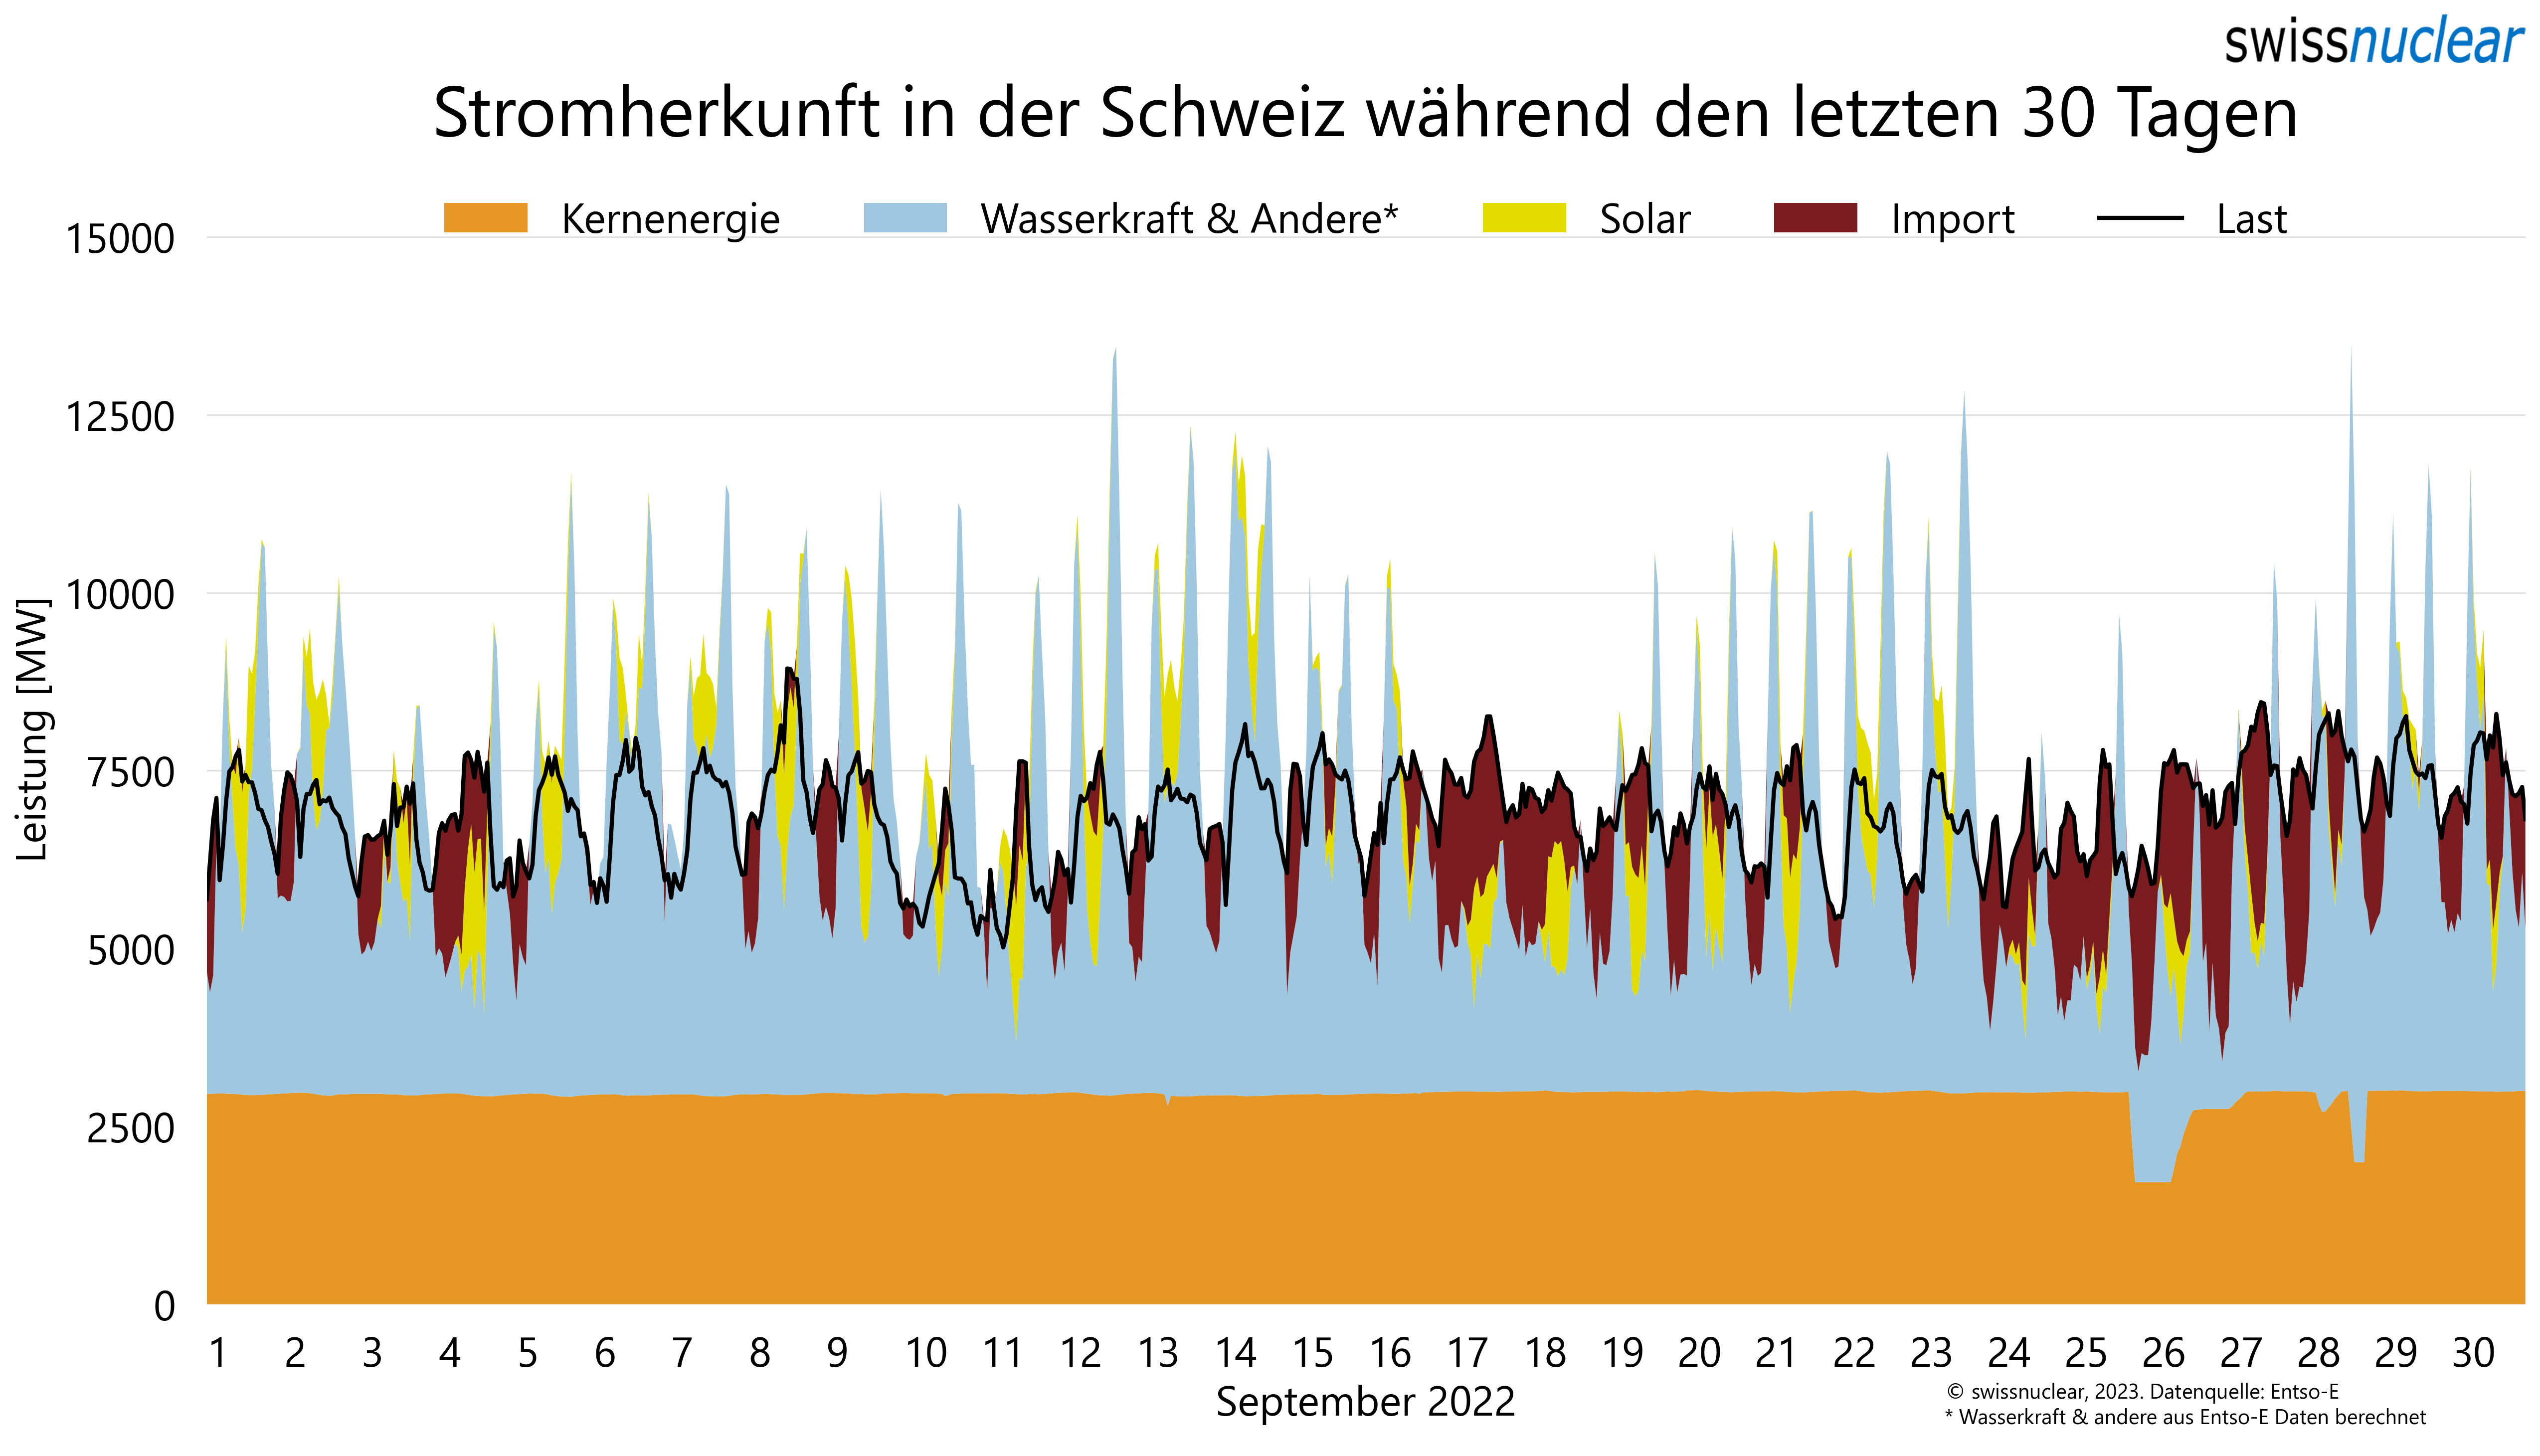 swissnuclear
Stromherkunft in der Schweiz während den letzten 30 Tagen
Kernenergie Wasserkraft & Andere* Solar Import Last
15000
12500
10000
7500
5000
2500
0
Leistung [MW]
1 2 3 4 5 6 7 8 9 10 11 12 13 14 15 16 17 18 19 20 21 22 23 24 25 26 27 28 29 30
September 2022
© swissnuclear, 2023. Datenquelle: Entso-E
* Wasserkraft & andere aus Entso-E Daten berechnet